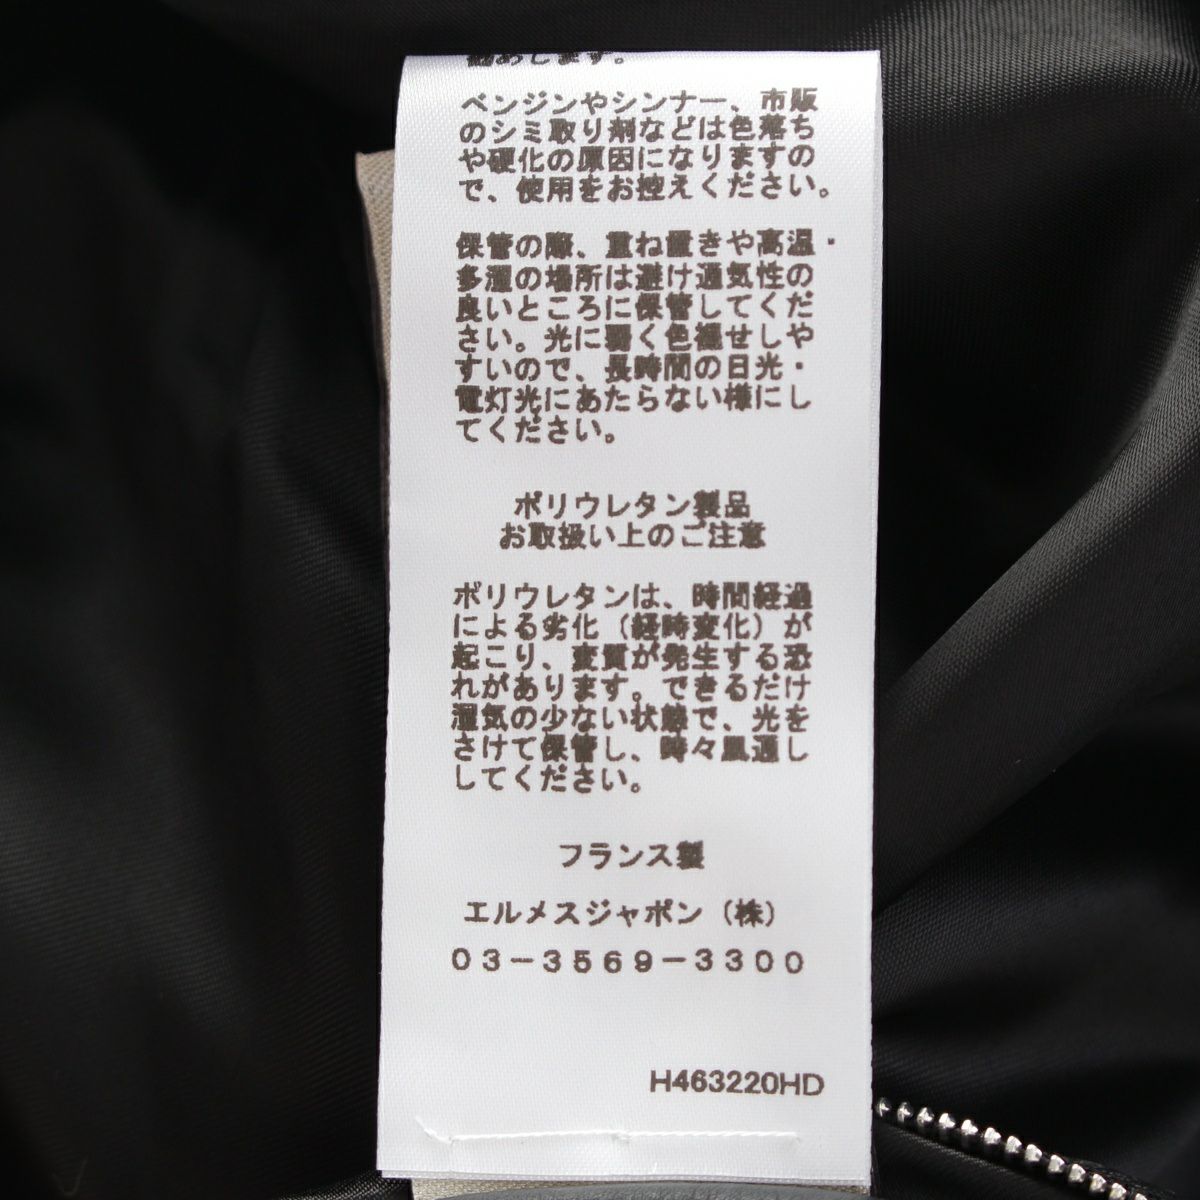 します。
ベンジンやシンナー、市販
のシミ取り剤などは色落ち
や硬化の原因になりますの
で、使用をお控えください。
保管の際、重ね置きや高温・
多湿の場所は避け通気性の
良いところに保管してくだ
さい。光に弱く色褪せしや
すいので、長時間の日光・
電灯光にあたらない様にし
てください。
ポリウレタン製品
お取扱い上のご注意
ポリウレタンは、時間経過
による劣化（経時変化）が
起こり、変質が発生する恐
れがあります。できるだけ
湿気の少ない状態で、光を
さけて保管し、時々風通し
してください。
フランス製
エルメスジャポン（株）
03-3569-3300
H463220HD